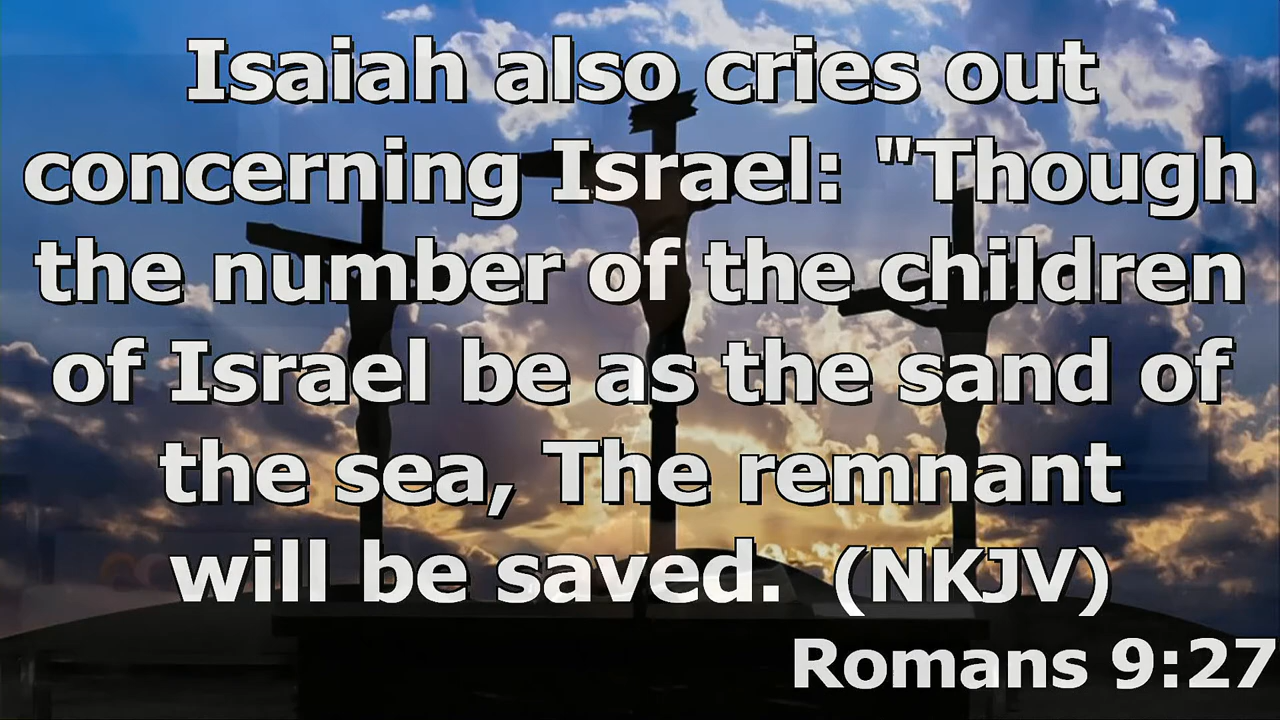 Isaiah also cries out
concerning Israel: "Though
the number of the children
of Israel be as the sand of
the sea, The remnant
will be saved. (NKJV)
Romans 9:27